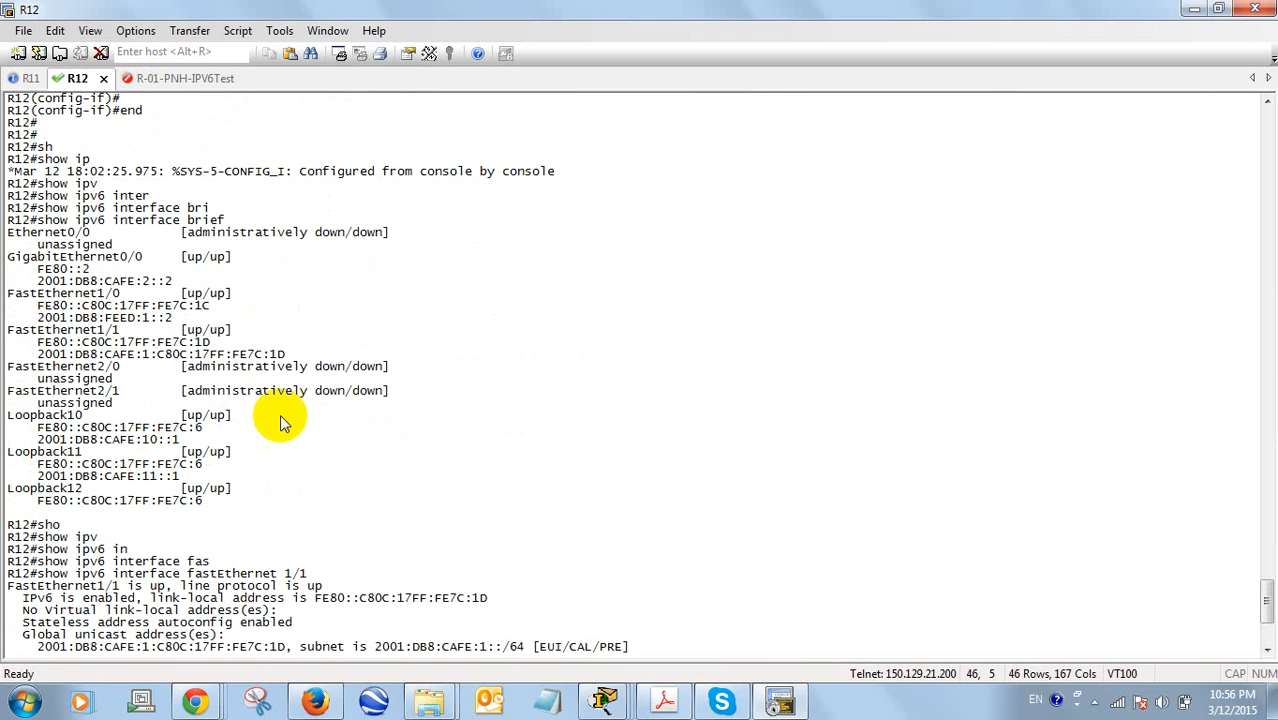 R12
File Edit View Options Transfer Script Tools Window Help
Enter host <Alt+R>
R11 R12 R-01-PNH-IPV6Test
R12(config-if)#
R12(config-if)#end
R12#
R12#
R12#sh
R12#show ip
*Mar 12 18:02:25.975: %SYS-5-CONFIG_I: Configured from console by console
R12#show ipv
R12#show ipv6 inter
R12#show ipv6 interface bri
R12#show ipv6 interface brief
Ethernet0/0 [administratively down/down]
unassigned
GigabitEthernet0/0 [up/up]
FE80::2
2001:DB8:CAFE:2::2
FastEthernet1/0 [up/up]
FE80::C80C:17FF:FE7C:1C
2001:DB8:FEED:1::2
FastEthernet1/1 [up/up]
FE80::C80C:17FF:FE7C:1D
2001:DB8:CAFE:1:C80C:17FF:FE7C:1D
FastEthernet2/0 [administratively down/down]
unassigned
FastEthernet2/1 [administratively down/down]
unassigned
Loopback10 [up/up]
FE80::C80C:17FF:FE7C:6
2001:DB8:CAFE:10::1
Loopback11 [up/up]
FE80::C80C:17FF:FE7C:6
2001:DB8:CAFE:11::1
Loopback12 [up/up]
FE80::C80C:17FF:FE7C:6
R12#sho
R12#show ipv
R12#show ipv6 in
R12#show ipv6 interface fas
R12#show ipv6 interface fastEthernet 1/1
FastEthernet1/1 is up, line protocol is up
IPv6 is enabled, link-local address is FE80::C80C:17FF:FE7C:1D
No Virtual link-local address(es):
Stateless address autoconfig enabled
Global unicast address(es):
2001:DB8:CAFE:1:C80C:17FF:FE7C:1D, subnet is 2001:DB8:CAFE:1::/64 [EUI/CAL/PRE]
Ready Telnet: 150.129.21.200 46, 5 46 Rows, 167 Cols VT100 CAP NUM
EN 10:56 PM
3/12/2015